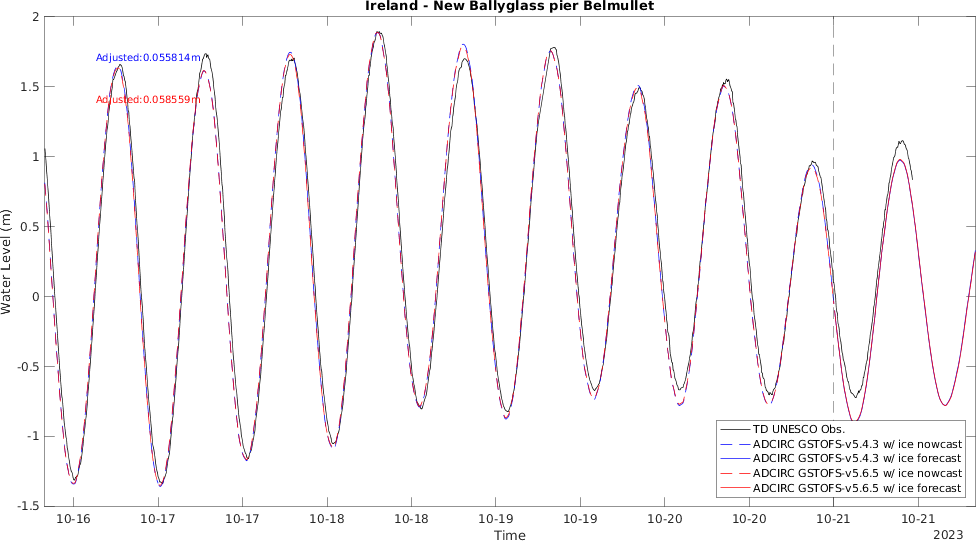 Ireland - New Ballyglass pier Belmullet
2
1.5
1
0.5
0
-0.5
-1
-1.5
Water Level (m)
Adjusted:0.055814m
Adjusted:0.058559m
TD UNESCO Obs.
ADCIRC GSTOFS-v5.4.3 w/ ice nowcast
ADCIRC GSTOFS-v5.4.3 w/ ice forecast
ADCIRC GSTOFS-v5.6.5 w/ ice nowcast
ADCIRC GSTOFS-v5.6.5 w/ ice forecast
10-16 10-17 10-17 10-18 10-18 10-19 10-19 10-20 10-20 10-21 10-21
Time
2023